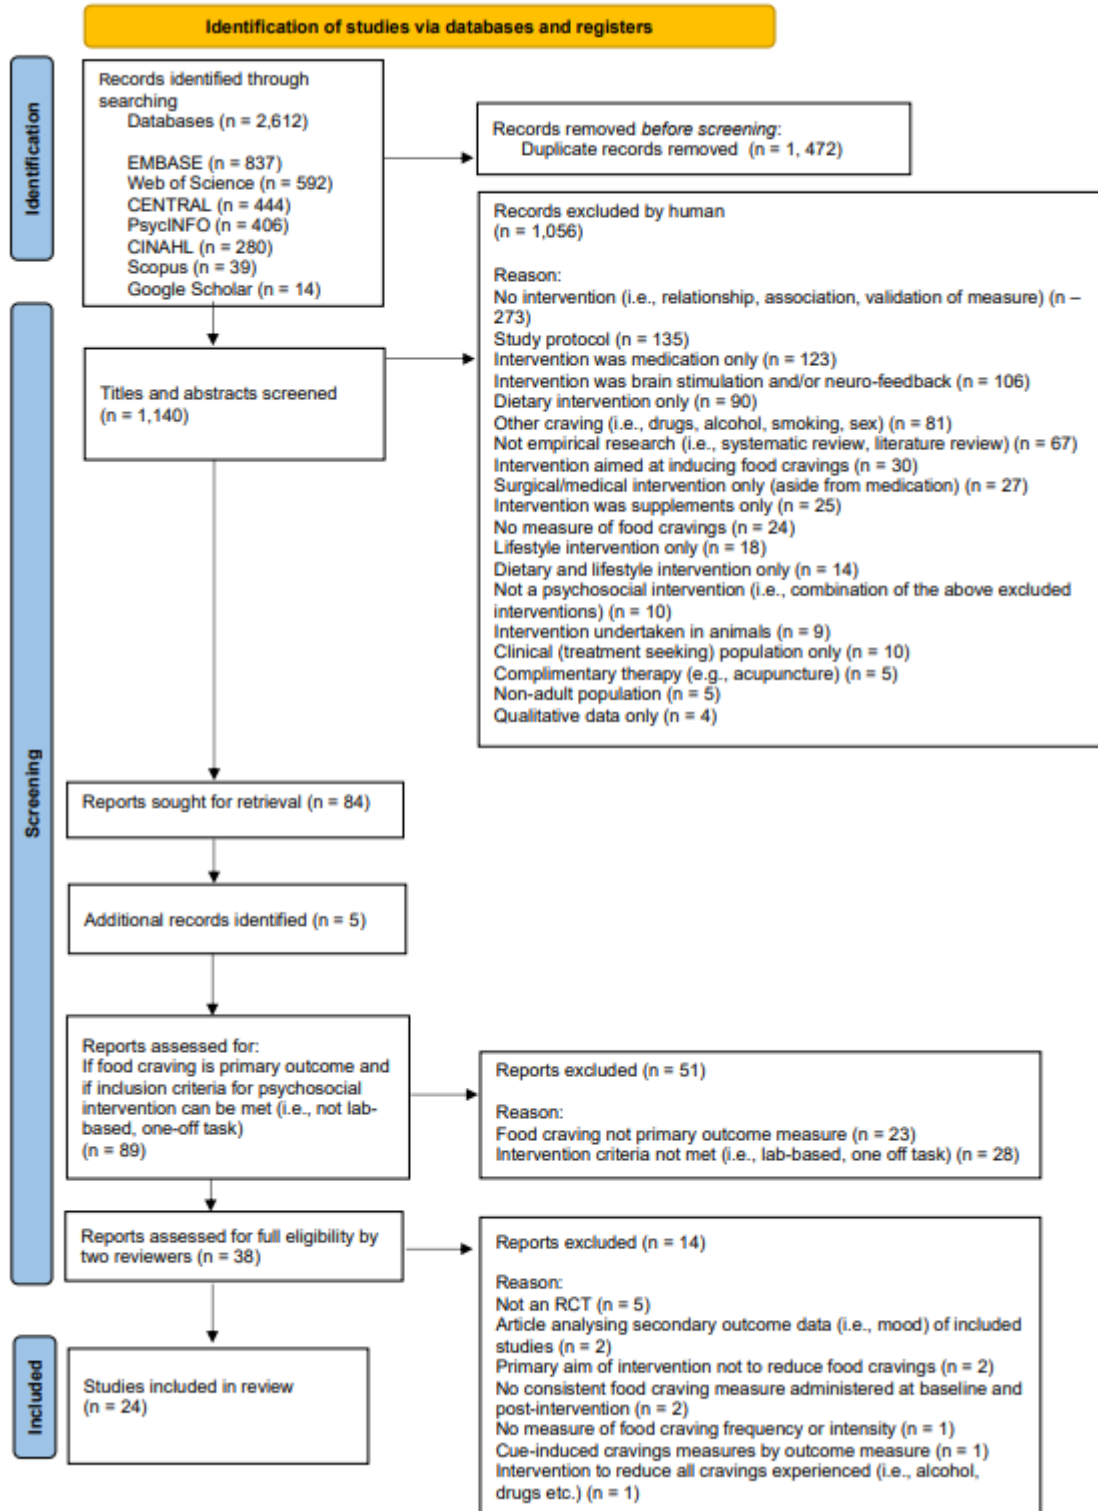 Identification of studies via databases and registers
Identification
Records identified through
searching
Databases (n = 2,612)
EMBASE (n = 837)
Web of Science (n = 592)
CENTRAL (n = 444)
PsycINFO (n = 406)
CINAHL (n = 280)
Scopus (n = 39)
Google Scholar (n = 14)
Records removed before screening:
Duplicate records removed (n = 1, 472)
Records excluded by human
(n = 1,056)
Reason:
No intervention (i.e., relationship, association, validation of measure) (n –
273)
Study protocol (n = 135)
Intervention was medication only (n = 123)
Intervention was brain stimulation and/or neuro-feedback (n = 106)
Dietary intervention only (n = 90)
Other craving (i.e., drugs, alcohol, smoking, sex) (n = 81)
Not empirical research (i.e., systematic review, literature review) (n = 67)
Intervention aimed at inducing food cravings (n = 30)
Surgical/medical intervention only (aside from medication) (n = 27)
Intervention was supplements only (n = 25)
No measure of food cravings (n = 24)
Lifestyle intervention only (n = 18)
Dietary and lifestyle intervention only (n = 14)
Not a psychosocial intervention (i.e., combination of the above excluded
interventions) (n = 10)
Intervention undertaken in animals (n = 9)
Clinical (treatment seeking) population only (n = 10)
Complimentary therapy (e.g., acupuncture) (n = 5)
Non-adult population (n = 5)
Qualitative data only (n = 4)
Screening
Titles and abstracts screened
(n = 1,140)
Reports sought for retrieval (n = 84)
Additional records identified (n = 5)
Reports assessed for:
If food craving is primary outcome and
if inclusion criteria for psychosocial
intervention can be met (i.e., not lab-
based, one-off task)
(n = 89)
Reports excluded (n = 51)
Reason:
Food craving not primary outcome measure (n = 23)
Intervention criteria not met (i.e., lab-based, one off task) (n = 28)
Reports assessed for full eligibility by
two reviewers (n = 38)
Reports excluded (n = 14)
Reason:
Not an RCT (n = 5)
Article analysing secondary outcome data (i.e., mood) of included
studies (n = 2)
Primary aim of intervention not to reduce food cravings (n = 2)
No consistent food craving measure administered at baseline and
post-intervention (n = 2)
No measure of food craving frequency or intensity (n = 1)
Cue-induced cravings measures by outcome measure (n = 1)
Intervention to reduce all cravings experienced (i.e., alcohol,
drugs etc.) (n = 1)
Included
Studies included in review
(n = 24)